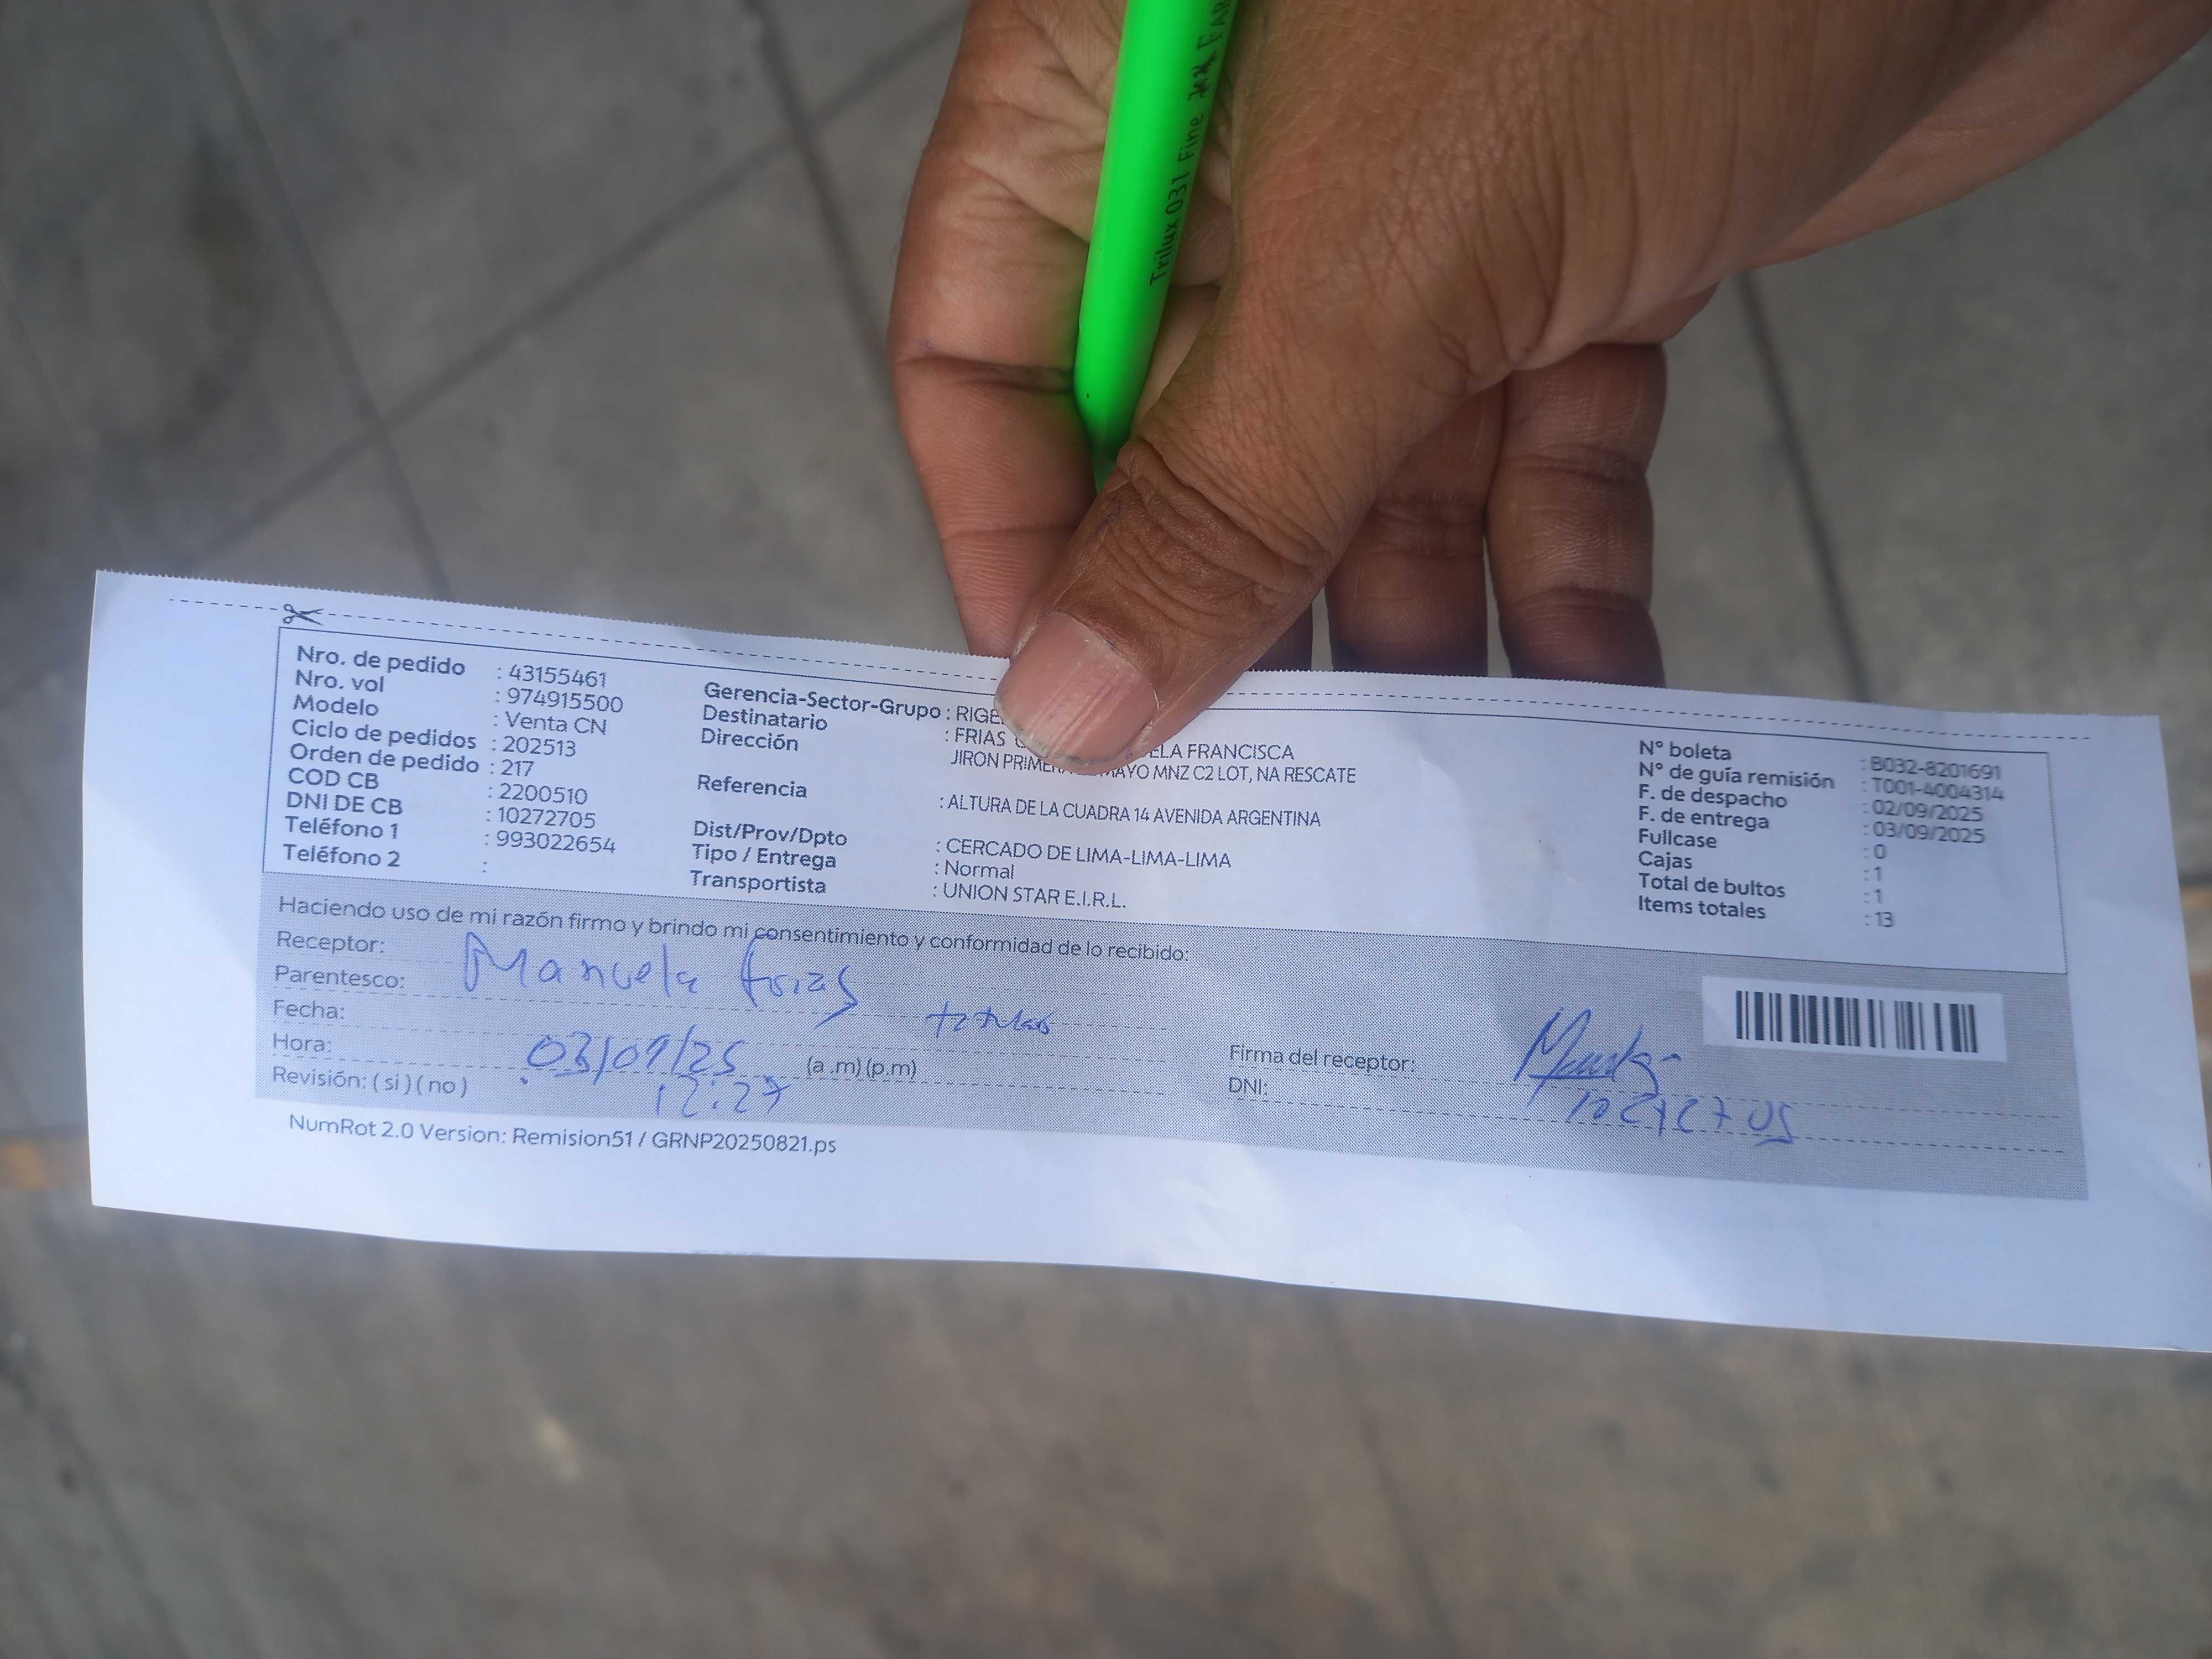 Trilux 031 Fine
Nro. de pedido : 43155461
Nro. vol : 974915500
Modelo : Venta CN
Ciclo de pedidos : 202513
Orden de pedido : 217
COD CB : 2200510
DNI DE CB : 10272705
Teléfono 1 : 993022654
Teléfono 2 :
Gerencia-Sector-Grupo :
Destinatario : FRIAS FRANCISCA
Dirección JIRON MNZ C2 LOT, NA RESCATE
Referencia : ALTURA DE LA CUADRA 14 AVENIDA ARGENTINA
Dist/Prov/Dpto : CERCADO DE LIMA-LIMA-LIMA
Tipo / Entrega : Normal
Transportista : UNION STAR E.I.R.L.
N° boleta : B032-8201691
N° de guía remisión : T001-4004314
F. de despacho : 02/09/2025
F. de entrega : 03/09/2025
Fullcase : 0
Cajas : 1
Total de bultos : 1
Items totales : 13
Haciendo uso de mi razón firmo y brindo mi consentimiento y conformidad de lo recibido:
Receptor: Manuela frias
Parentesco:
Fecha: 03/09/25
Hora: 12:27 (a .m) (p.m)
Revisión: ( si ) ( no )
Firma del receptor:
DNI:
NumRot 2.0 Version: Remision51 / GRNP20250821.ps